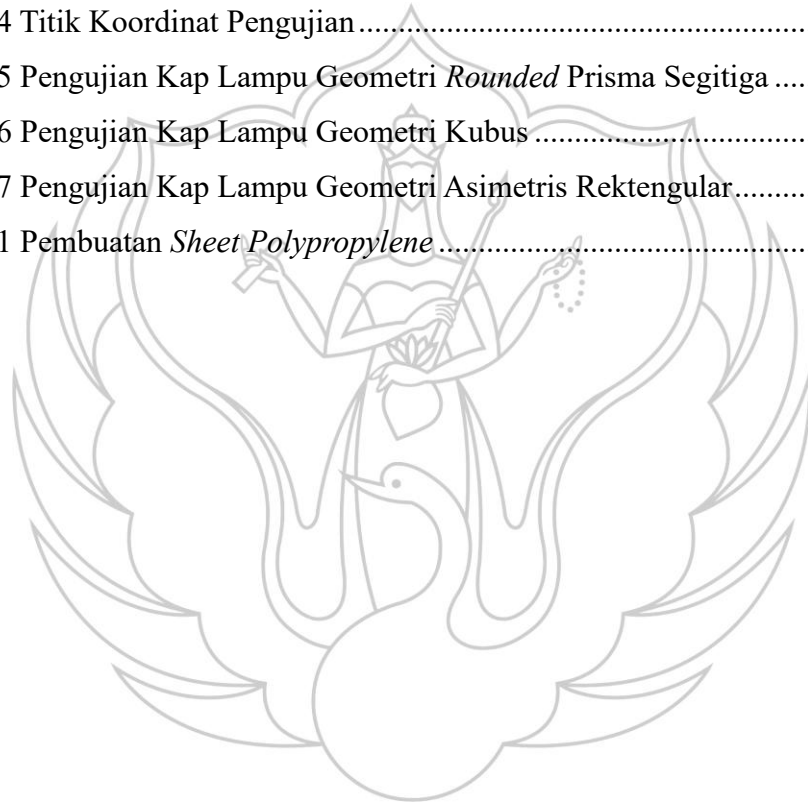 4 Titik Koordinat Pengujian........................................................
5 Pengujian Kap Lampu Geometri Rounded Prisma Segitiga ....
6 Pengujian Kap Lampu Geometri Kubus ..................................
7 Pengujian Kap Lampu Geometri Asimetris Rektengular.........
1 Pembuatan Sheet Polypropylene ..............................................